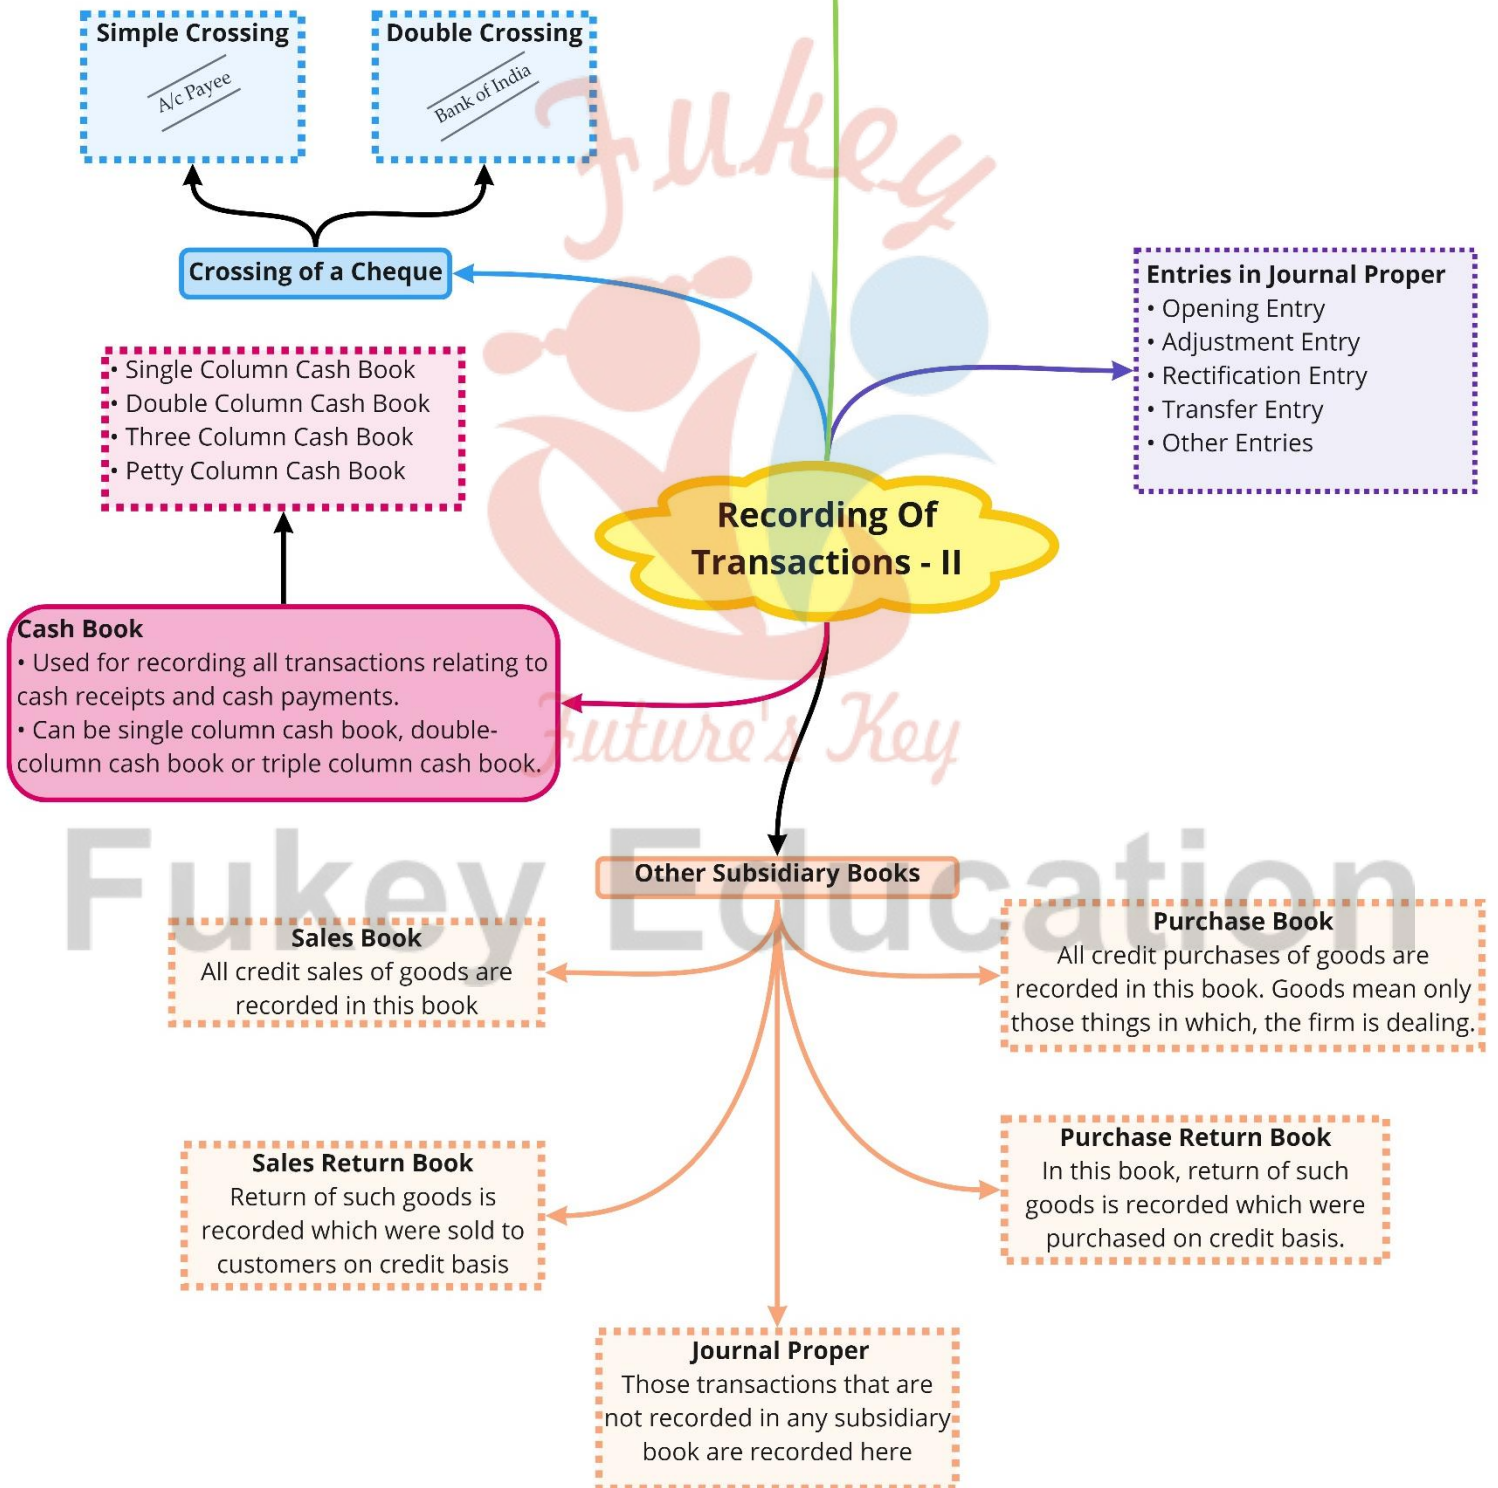 Simple Crossing
A/c Payee
Double Crossing
Bank of India
Crossing of a Cheque
• Single Column Cash Book
• Double Column Cash Book
• Three Column Cash Book
• Petty Column Cash Book
Cash Book
• Used for recording all transactions relating to
cash receipts and cash payments.
• Can be single column cash book, double-
column cash book or triple column cash book.
Fukey
Entries in Journal Proper
• Opening Entry
• Adjustment Entry
• Rectification Entry
• Transfer Entry
• Other Entries
Recording Of
Transactions - II
Future's Key
Fukey Education
Other Subsidiary Books
Sales Book
All credit sales of goods are
recorded in this book
Purchase Book
All credit purchases of goods are
recorded in this book. Goods mean only
those things in which, the firm is dealing.
Sales Return Book
Return of such goods is
recorded which were sold to
customers on credit basis
Purchase Return Book
In this book, return of such
goods is recorded which were
purchased on credit basis.
Journal Proper
Those transactions that are
not recorded in any subsidiary
book are recorded here